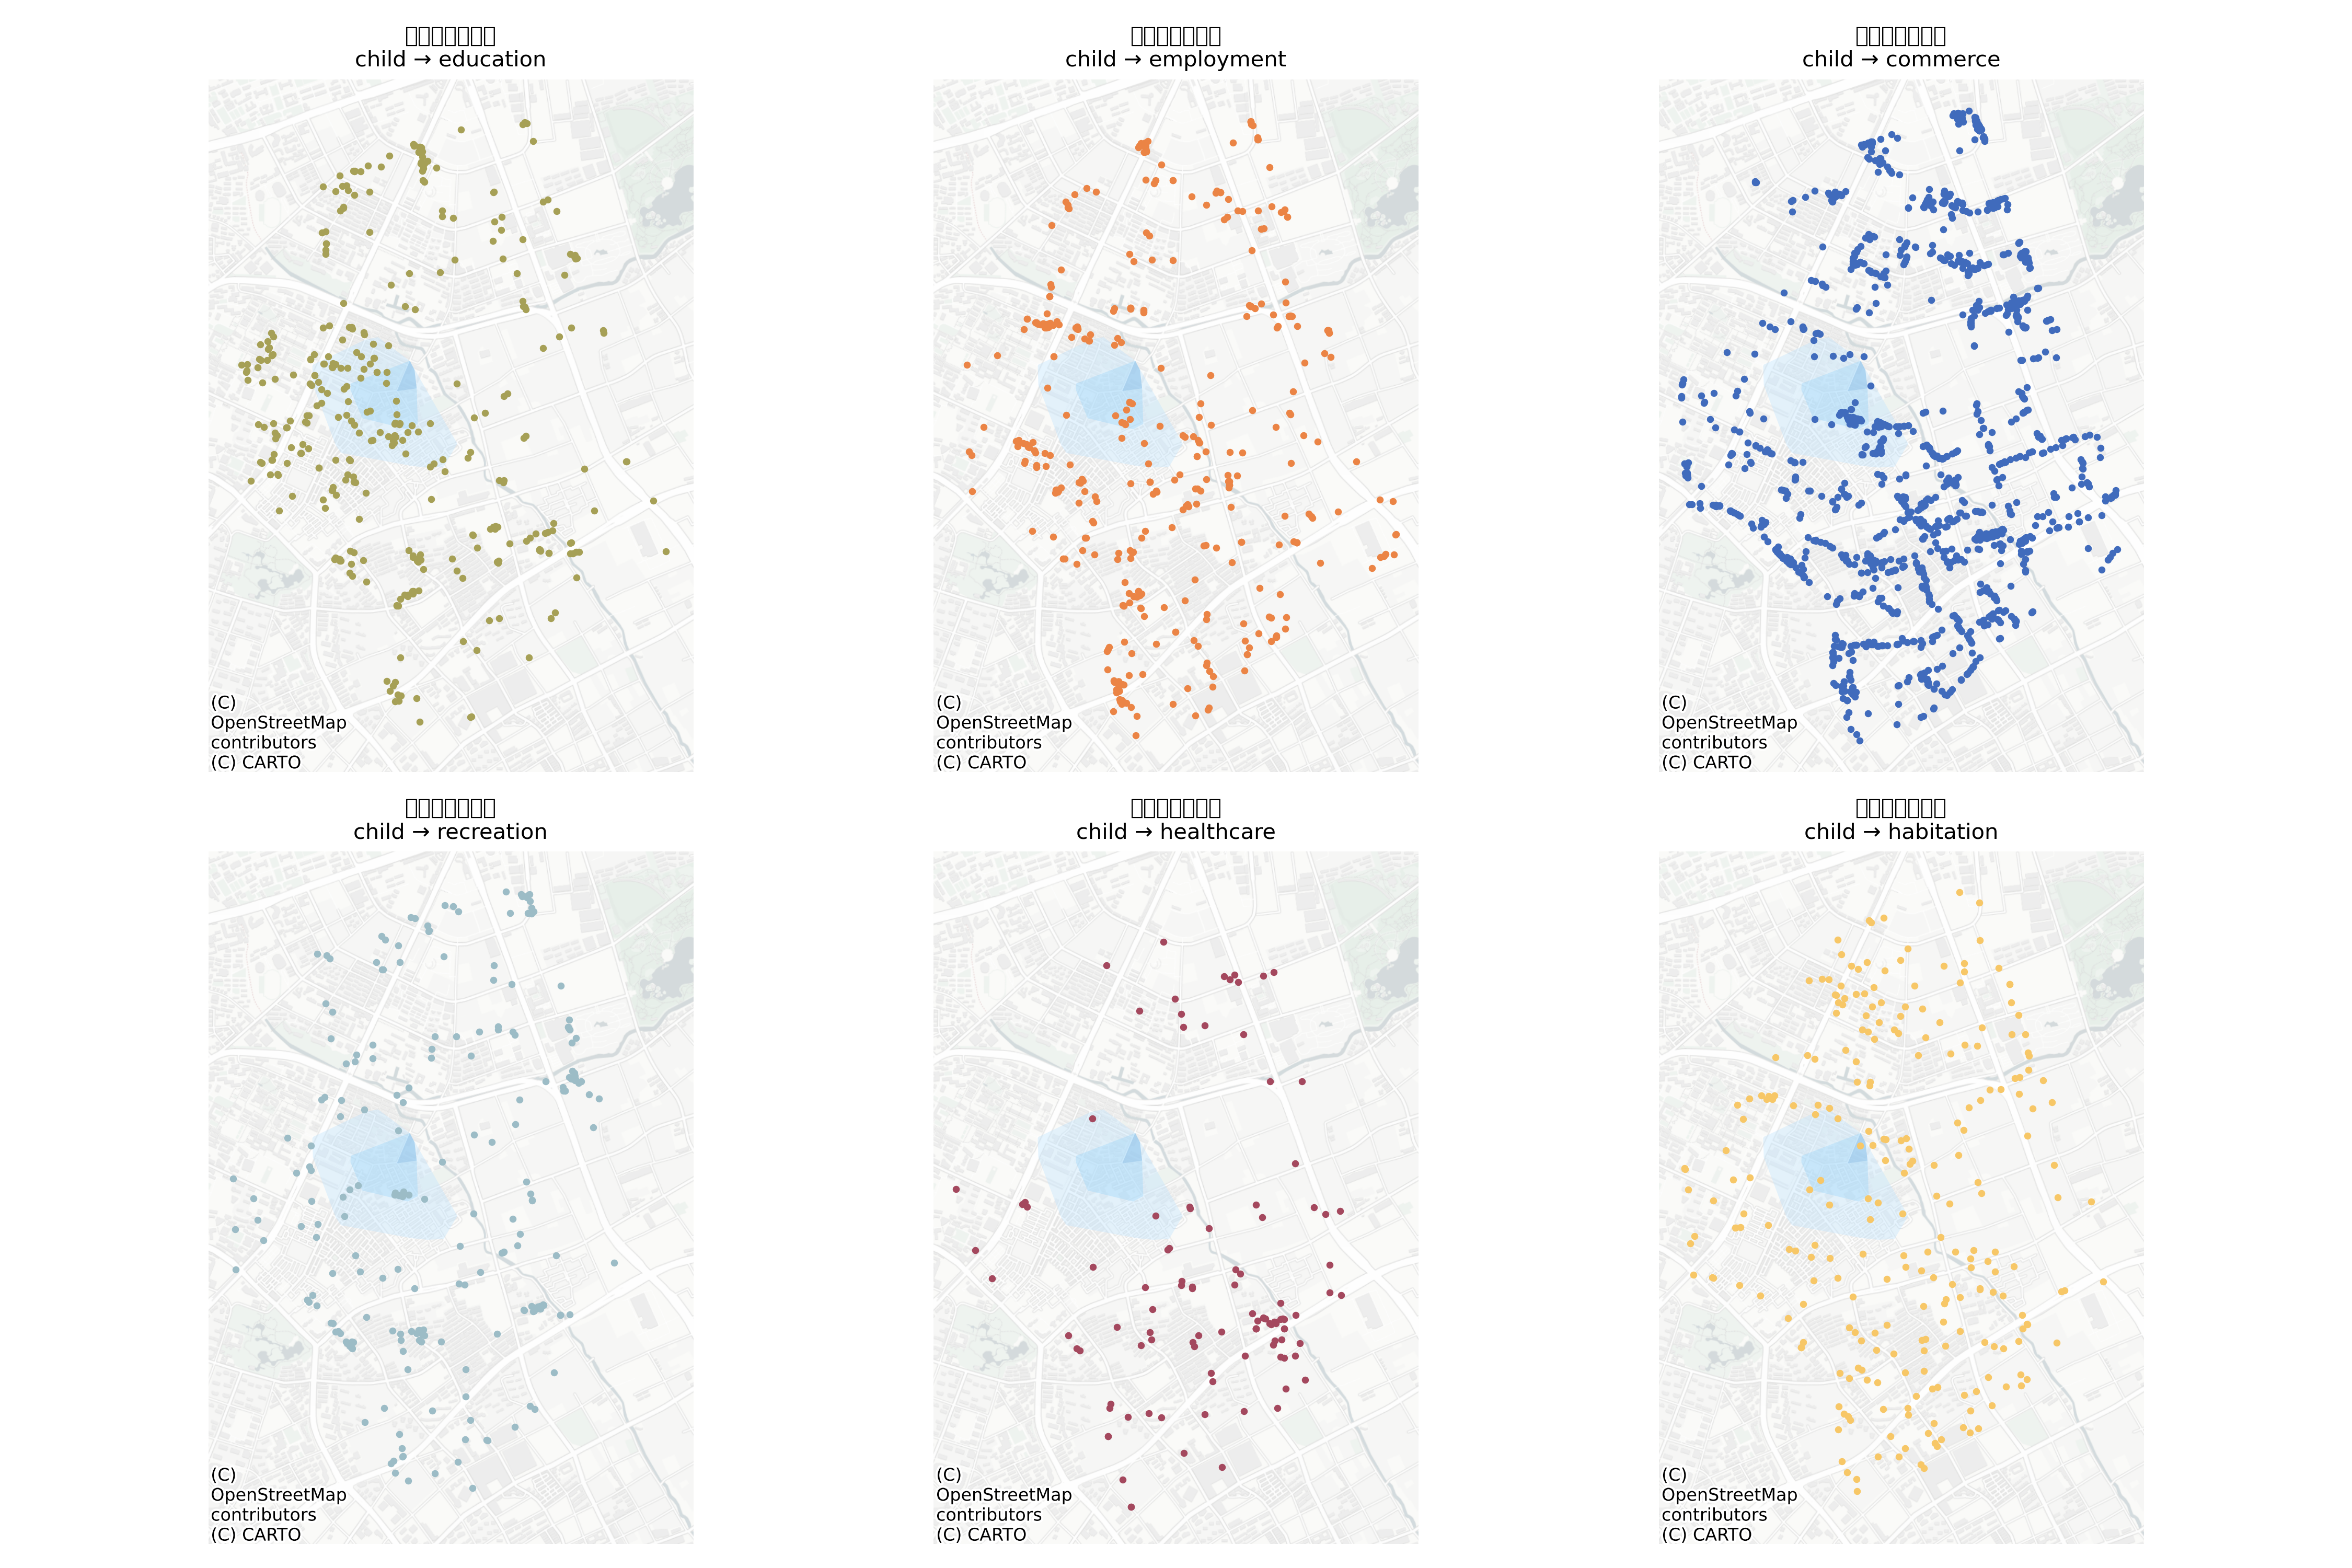 child → education
child → employment
child → commerce
(C)
OpenStreetMap
contributors
(C) CARTO
(C)
OpenStreetMap
contributors
(C) CARTO
(C)
OpenStreetMap
contributors
(C) CARTO
child → recreation
child → healthcare
child → habitation
(C)
OpenStreetMap
contributors
(C) CARTO
(C)
OpenStreetMap
contributors
(C) CARTO
(C)
OpenStreetMap
contributors
(C) CARTO